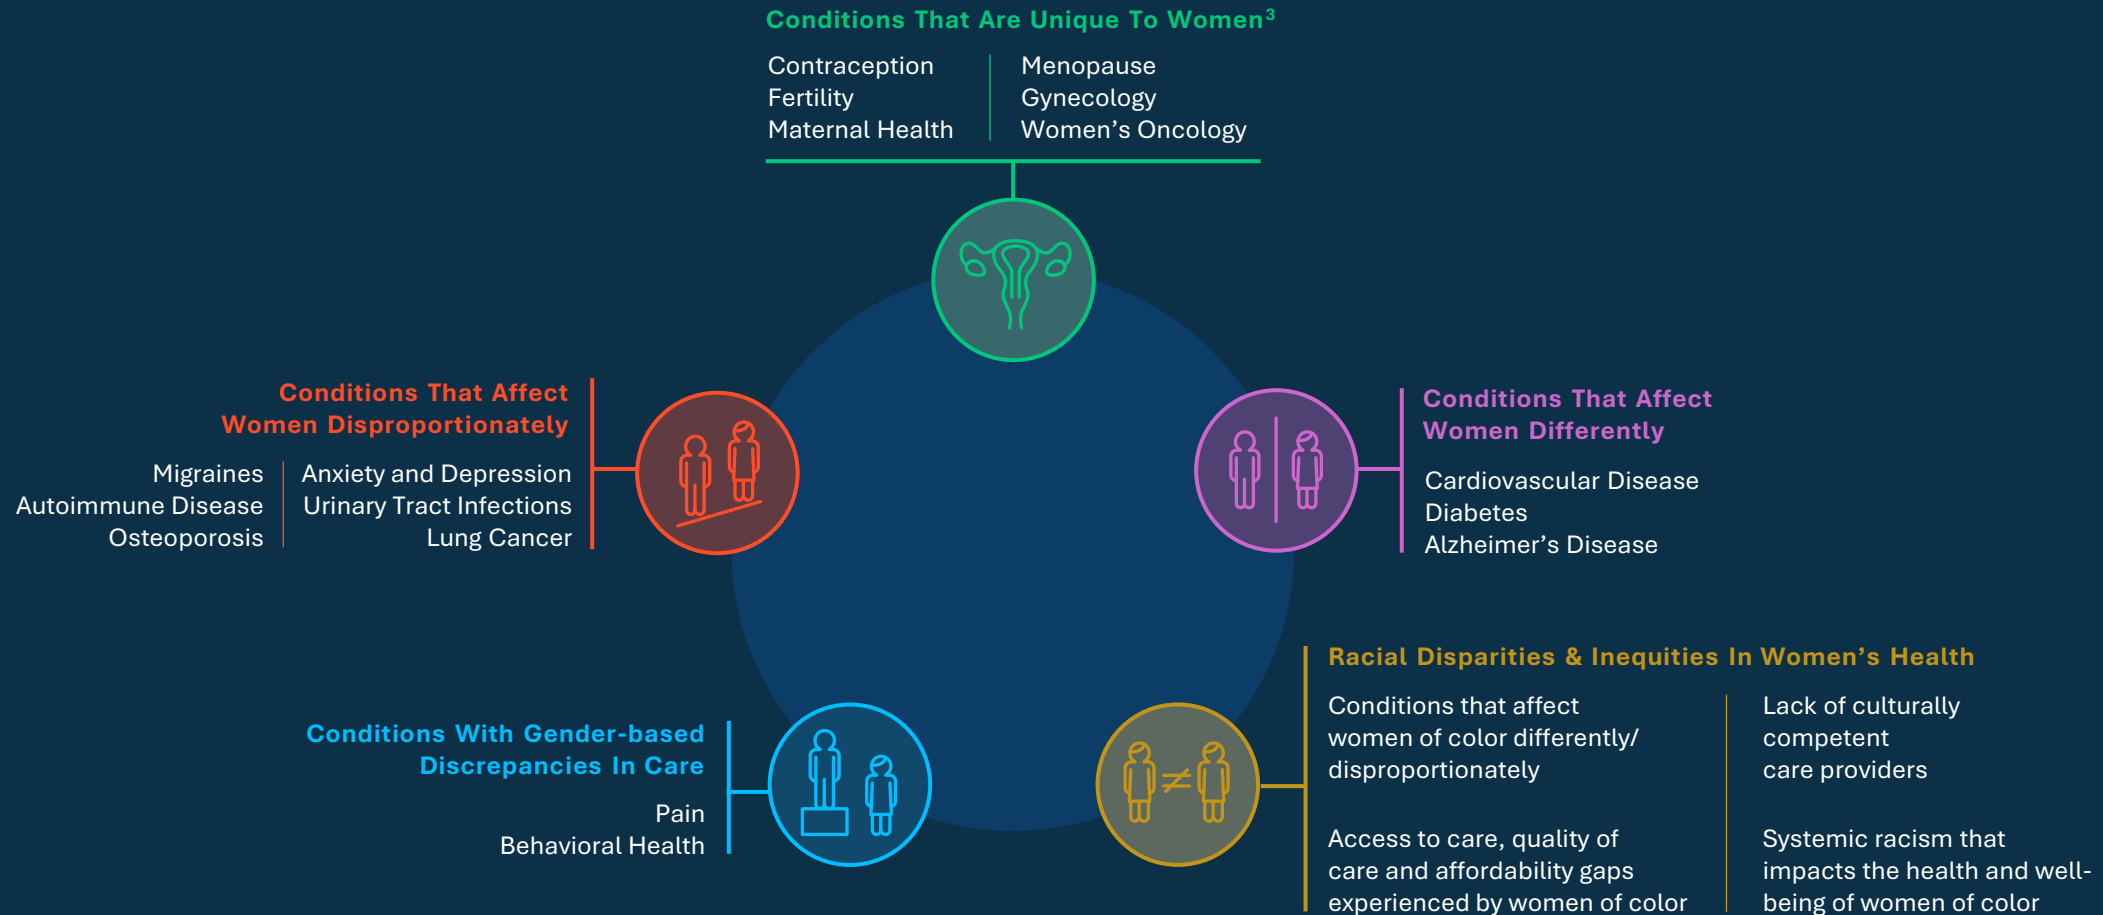 Conditions That Are Unique To Women³
Contraception
Fertility
Maternal Health
Menopause
Gynecology
Women’s Oncology
Conditions That Affect
Women Disproportionately
Migraines
Autoimmune Disease
Osteoporosis
Anxiety and Depression
Urinary Tract Infections
Lung Cancer
Conditions That Affect
Women Differently
Cardiovascular Disease
Diabetes
Alzheimer’s Disease
Conditions With Gender-based
Discrepancies In Care
Pain
Behavioral Health
Racial Disparities & Inequities In Women’s Health
Conditions that affect
women of color differently/
disproportionately
Access to care, quality of
care and affordability gaps
experienced by women of color
Lack of culturally
competent
care providers
Systemic racism that
impacts the health and well-
being of women of color